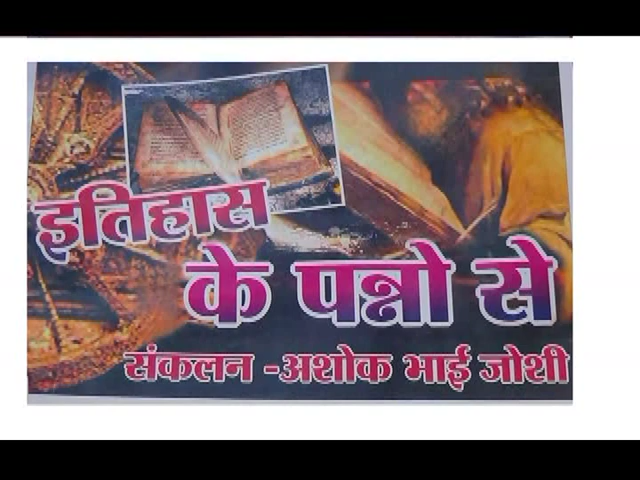 इतिहास
के पन्नो से
संकलन -अशोक भाई जोशी